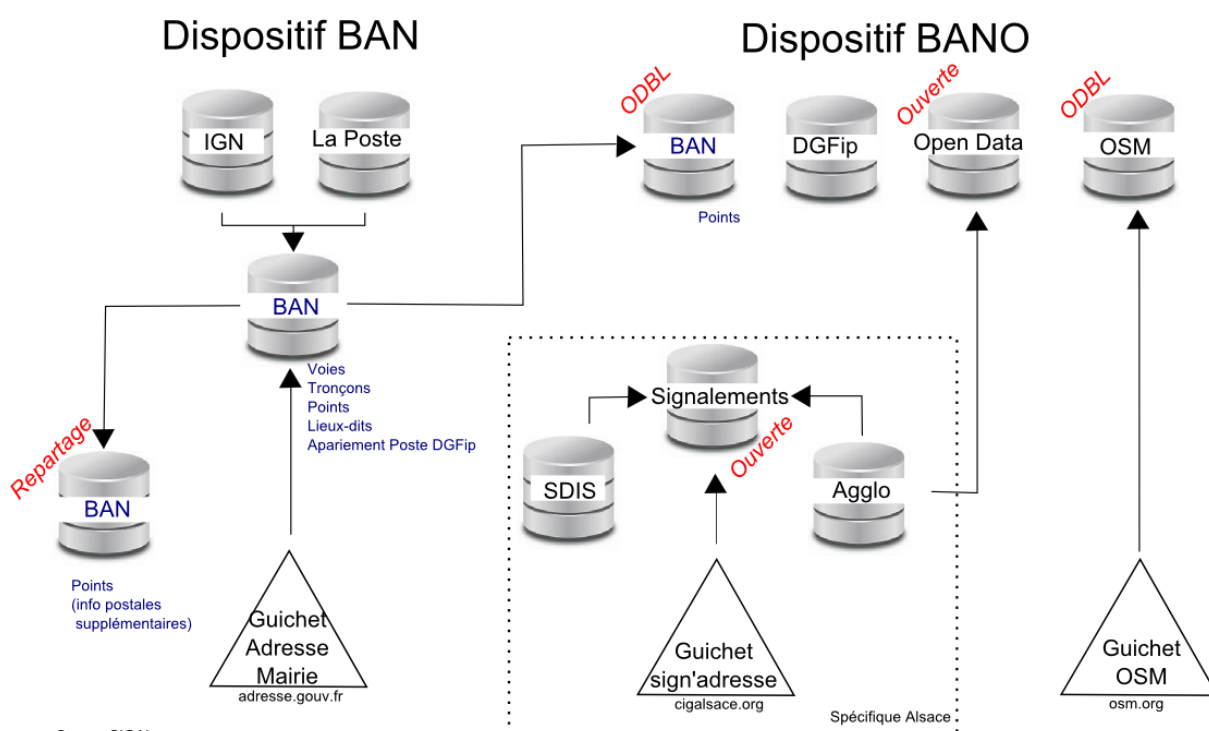 Dispositif BAN
Dispositif BANO
IGN
La Poste
ODBL
BAN
Points
DGFip
Ouverte
Open Data
ODBL
OSM
BAN
Voies
Tronçons
Points
Lieux-dits
Apariement Poste DGFip
Repartage
BAN
Points
(info postales
supplémentaires)
Guichet
Adresse
Mairie
adresse.gouv.fr
Signalements
Ouverte
SDIS
Agglo
Guichet
sign'adresse
cigalsace.org
Spécifique Alsace
Guichet
OSM
osm.org